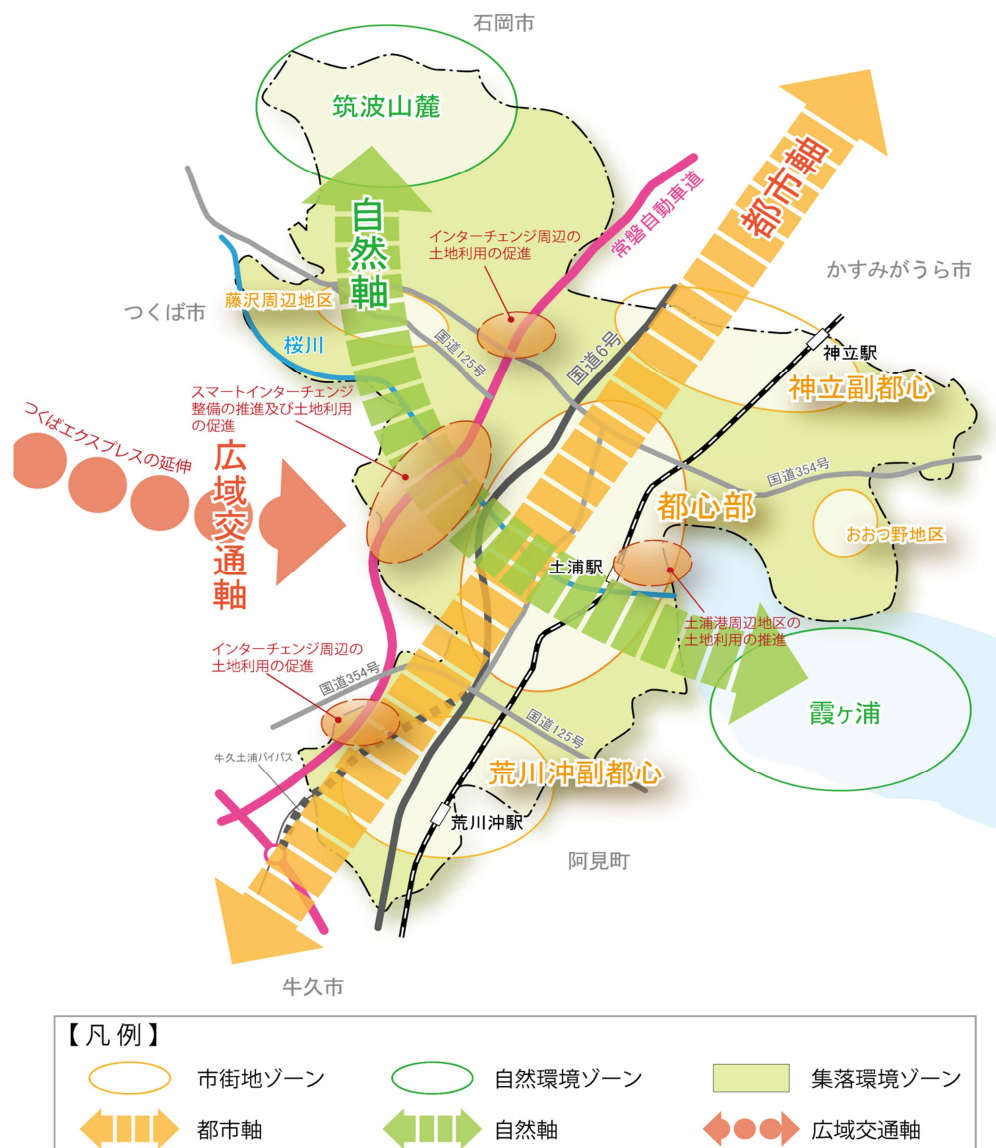 石岡市
筑波山麓
都市軸
常磐自動車道
自然軸
インターチェンジ周辺の
土地利用の促進
かすみがうら市
つくば市
藤沢周辺地区
桜川
国道125号
国道6号
神立駅
神立副都心
スマートインターチェンジ
整備の推進及び土地利用
の促進
つくばエクスプレスの延伸
広域交通軸
国道354号
都心部
おおつ野地区
土浦駅
土浦港周辺地区の
土地利用の推進
インターチェンジ周辺の
土地利用の促進
国道354号
霞ヶ浦
国道125号
牛久土浦バイパス
荒川沖副都心
荒川沖駅
阿見町
牛久市
【凡例】
市街地ゾーン
自然環境ゾーン
集落環境ゾーン
都市軸
自然軸
広域交通軸